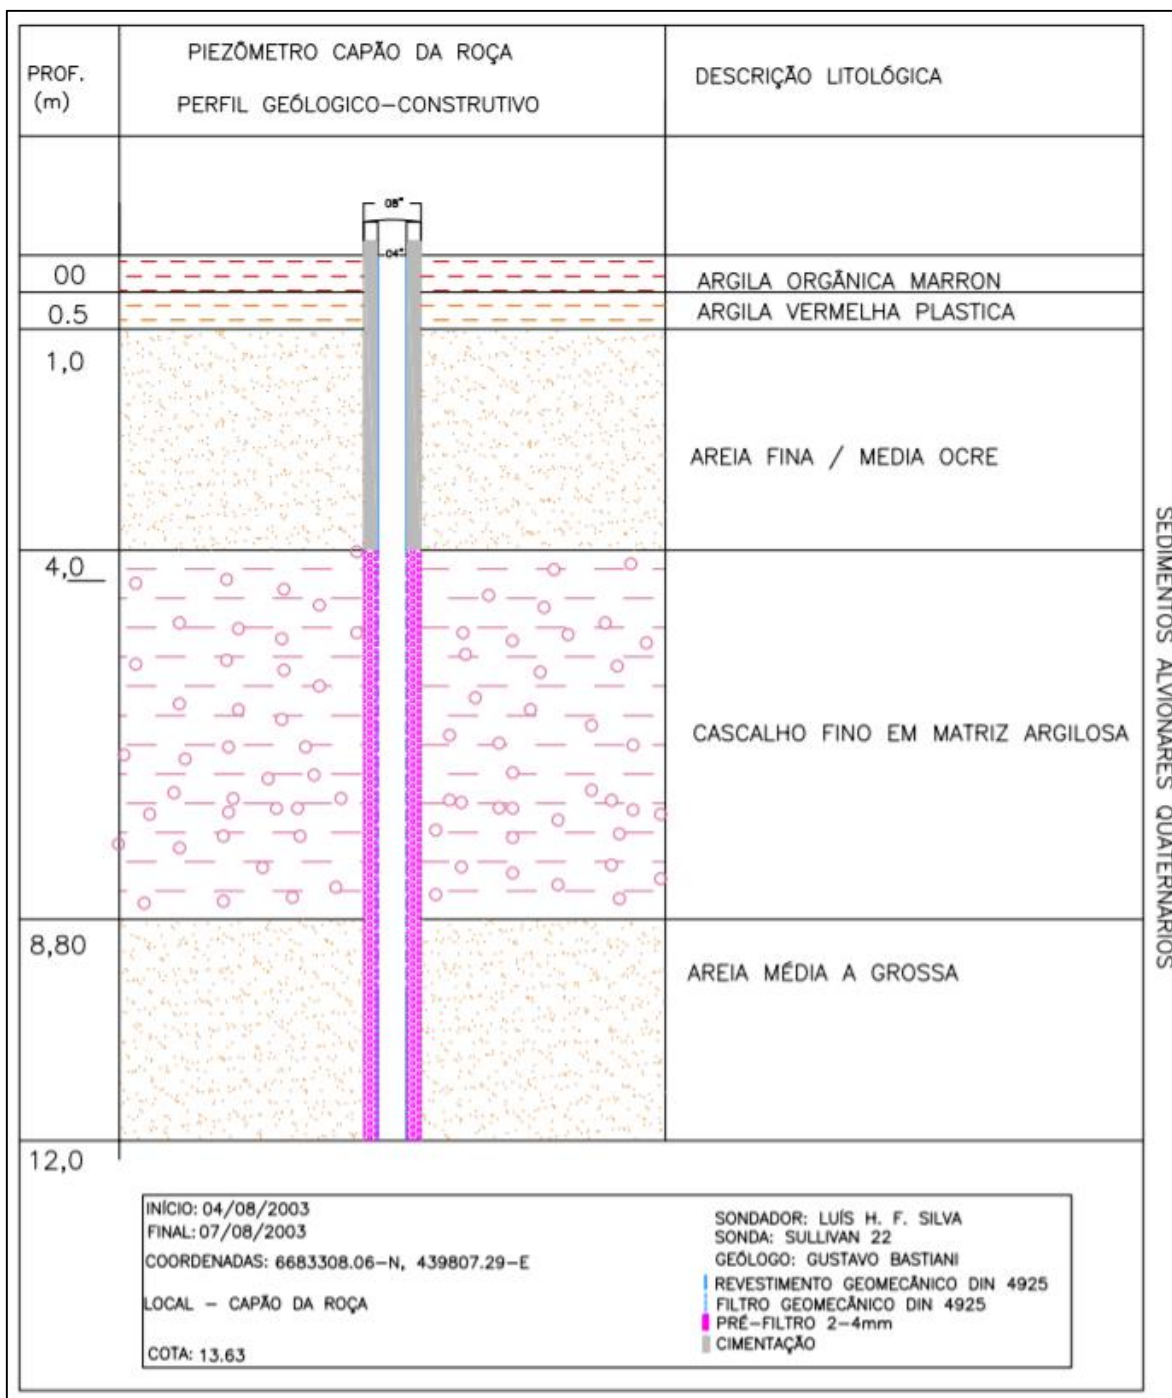 PROF.
(m)
PIEZÔMETRO CAPÃO DA ROÇA
PERFIL GEÓLOGICO-CONSTRUTIVO
DESCRIÇÃO LITOLÓGICA
08"
04"
00
ARGILA ORGÂNICA MARRON
0.5
ARGILA VERMELHA PLASTICA
1,0
AREIA FINA / MEDIA OCRE
4,0
CASCALHO FINO EM MATRIZ ARGILOSA
8,80
AREIA MÉDIA A GROSSA
12,0
SEDIMENTOS ALVIONARES QUATERNÁRIOS
INÍCIO: 04/08/2003
FINAL: 07/08/2003
COORDENADAS: 6683308.06-N, 439807.29-E
LOCAL - CAPÃO DA ROÇA
COTA: 13.63
SONDADOR: LUÍS H. F. SILVA
SONDA: SULLIVAN 22
GEÓLOGO: GUSTAVO BASTIANI
REVESTIMENTO GEOMECÂNICO DIN 4925
FILTRO GEOMECÂNICO DIN 4925
PRÉ-FILTRO 2-4mm
CIMENTAÇÃO